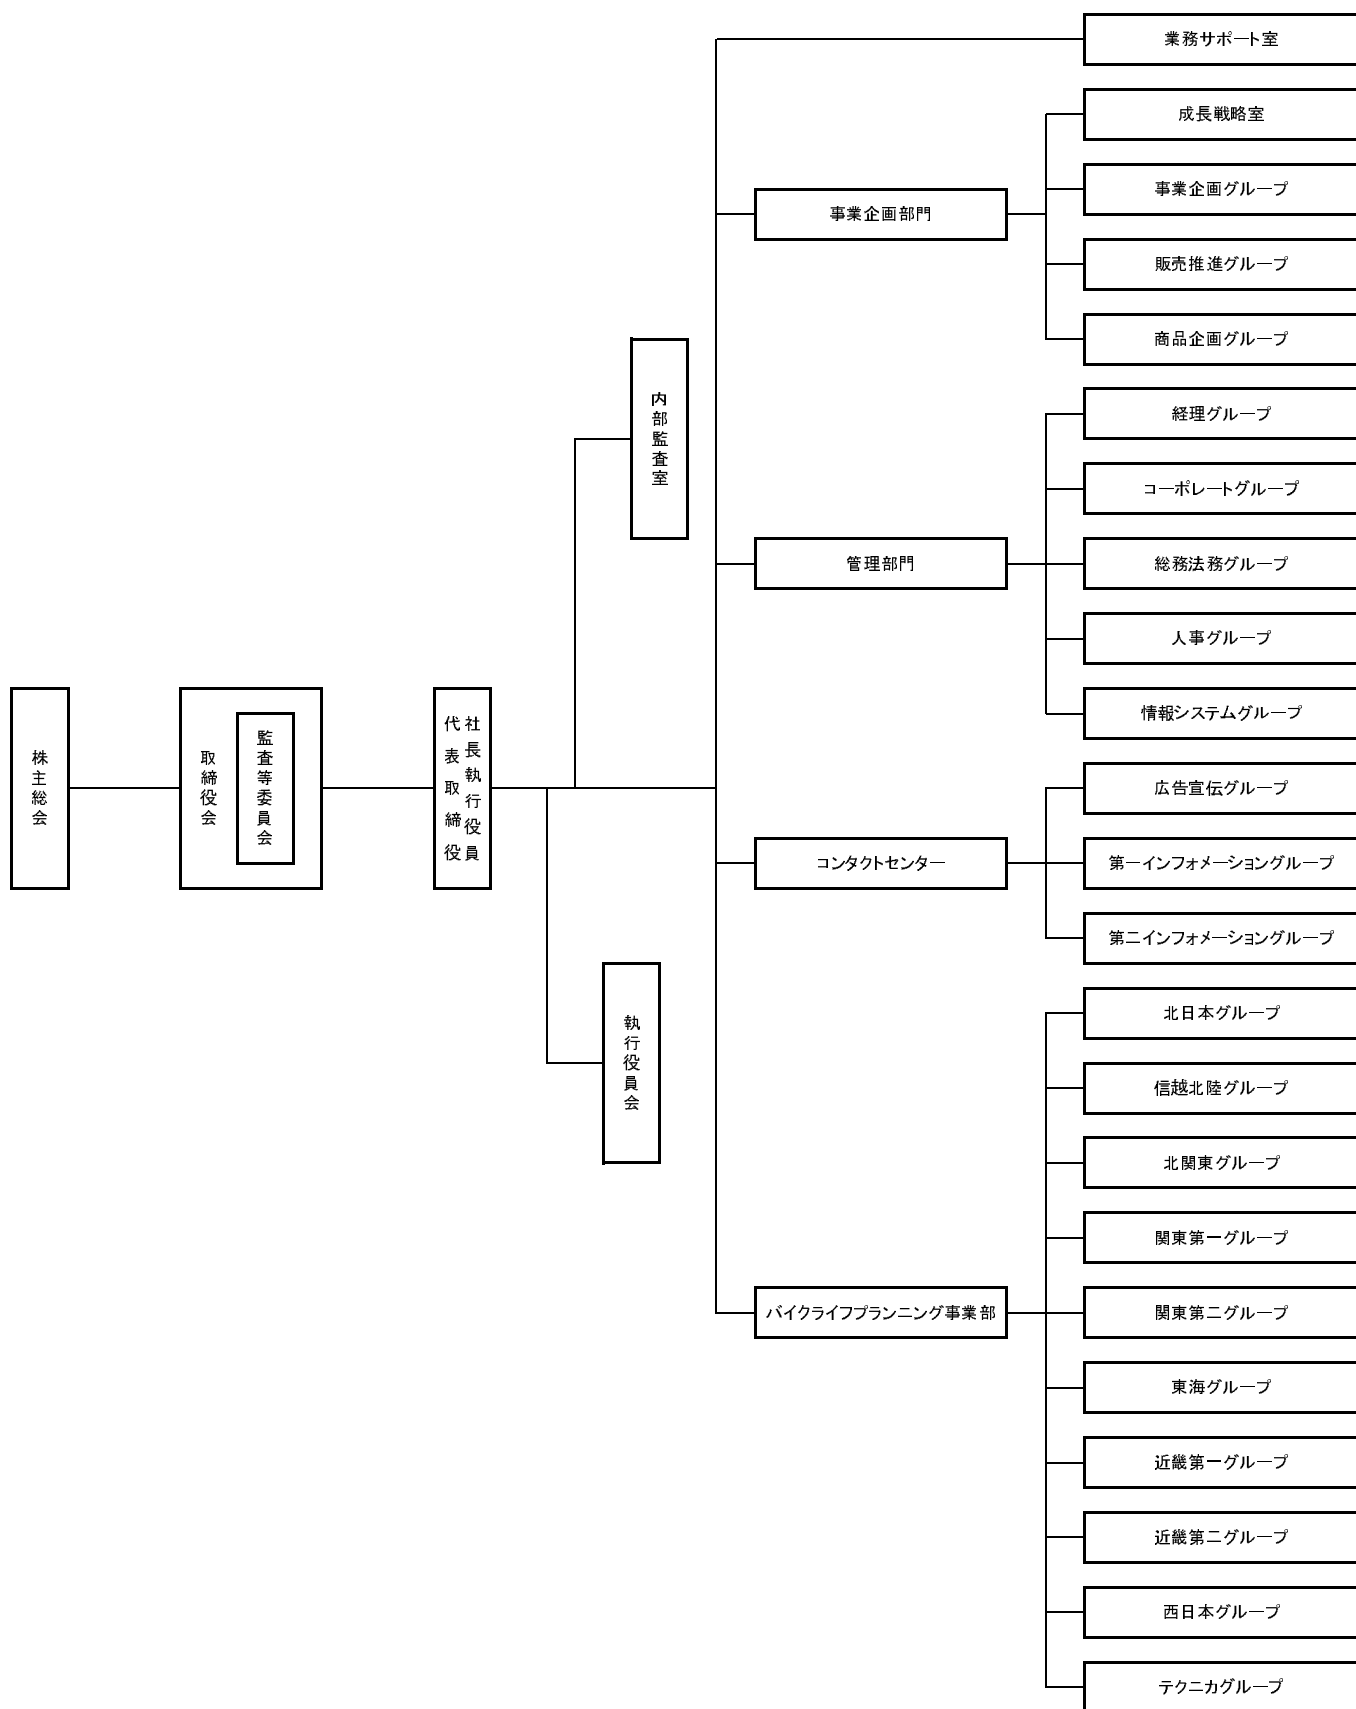 株主総会
取締役会
監査等委員会
代表取締役
社長執行役員
内部監査室
執行役員会
業務サポート室
事業企画部門
成長戦略室
事業企画グループ
販売推進グループ
商品企画グループ
管理部門
経理グループ
コーポレートグループ
総務法務グループ
人事グループ
情報システムグループ
コンタクトセンター
広告宣伝グループ
第一インフォメーショングループ
第二インフォメーショングループ
バイクライフプランニング事業部
北日本グループ
信越北陸グループ
北関東グループ
関東第一グループ
関東第二グループ
東海グループ
近畿第一グループ
近畿第二グループ
西日本グループ
テクニカグループ